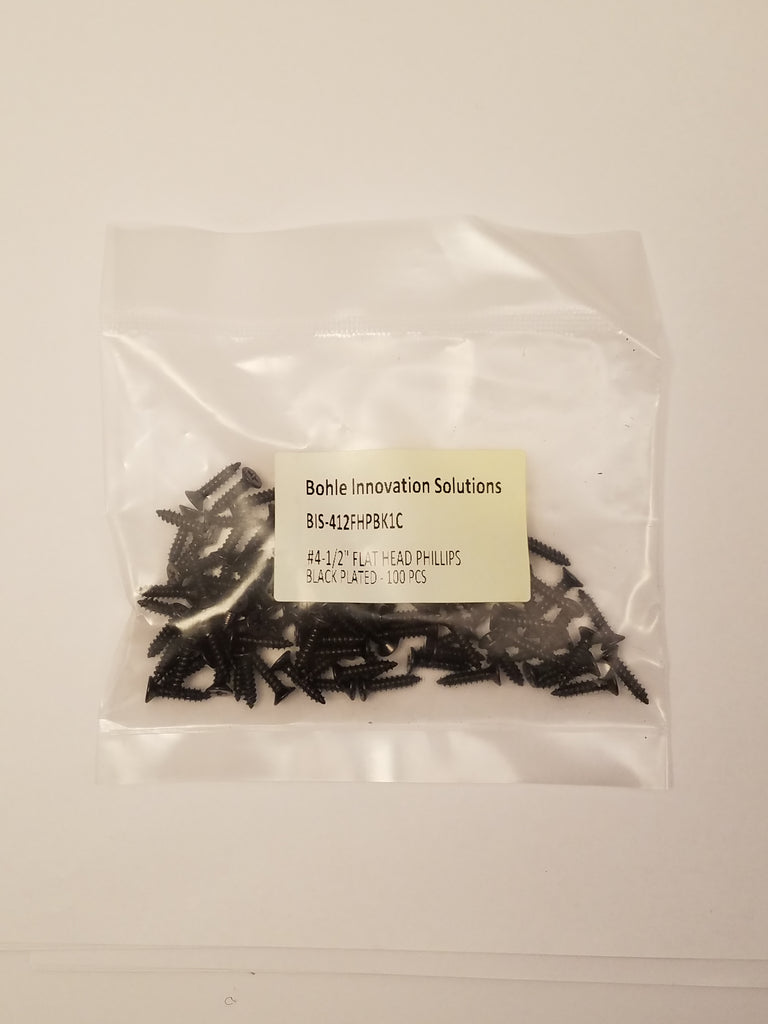 Bohle Innovation Solutions
BIS-412FHPBK1C
#4-1/2" FLAT HEAD PHILLIPS
BLACK PLATED - 100 PCS